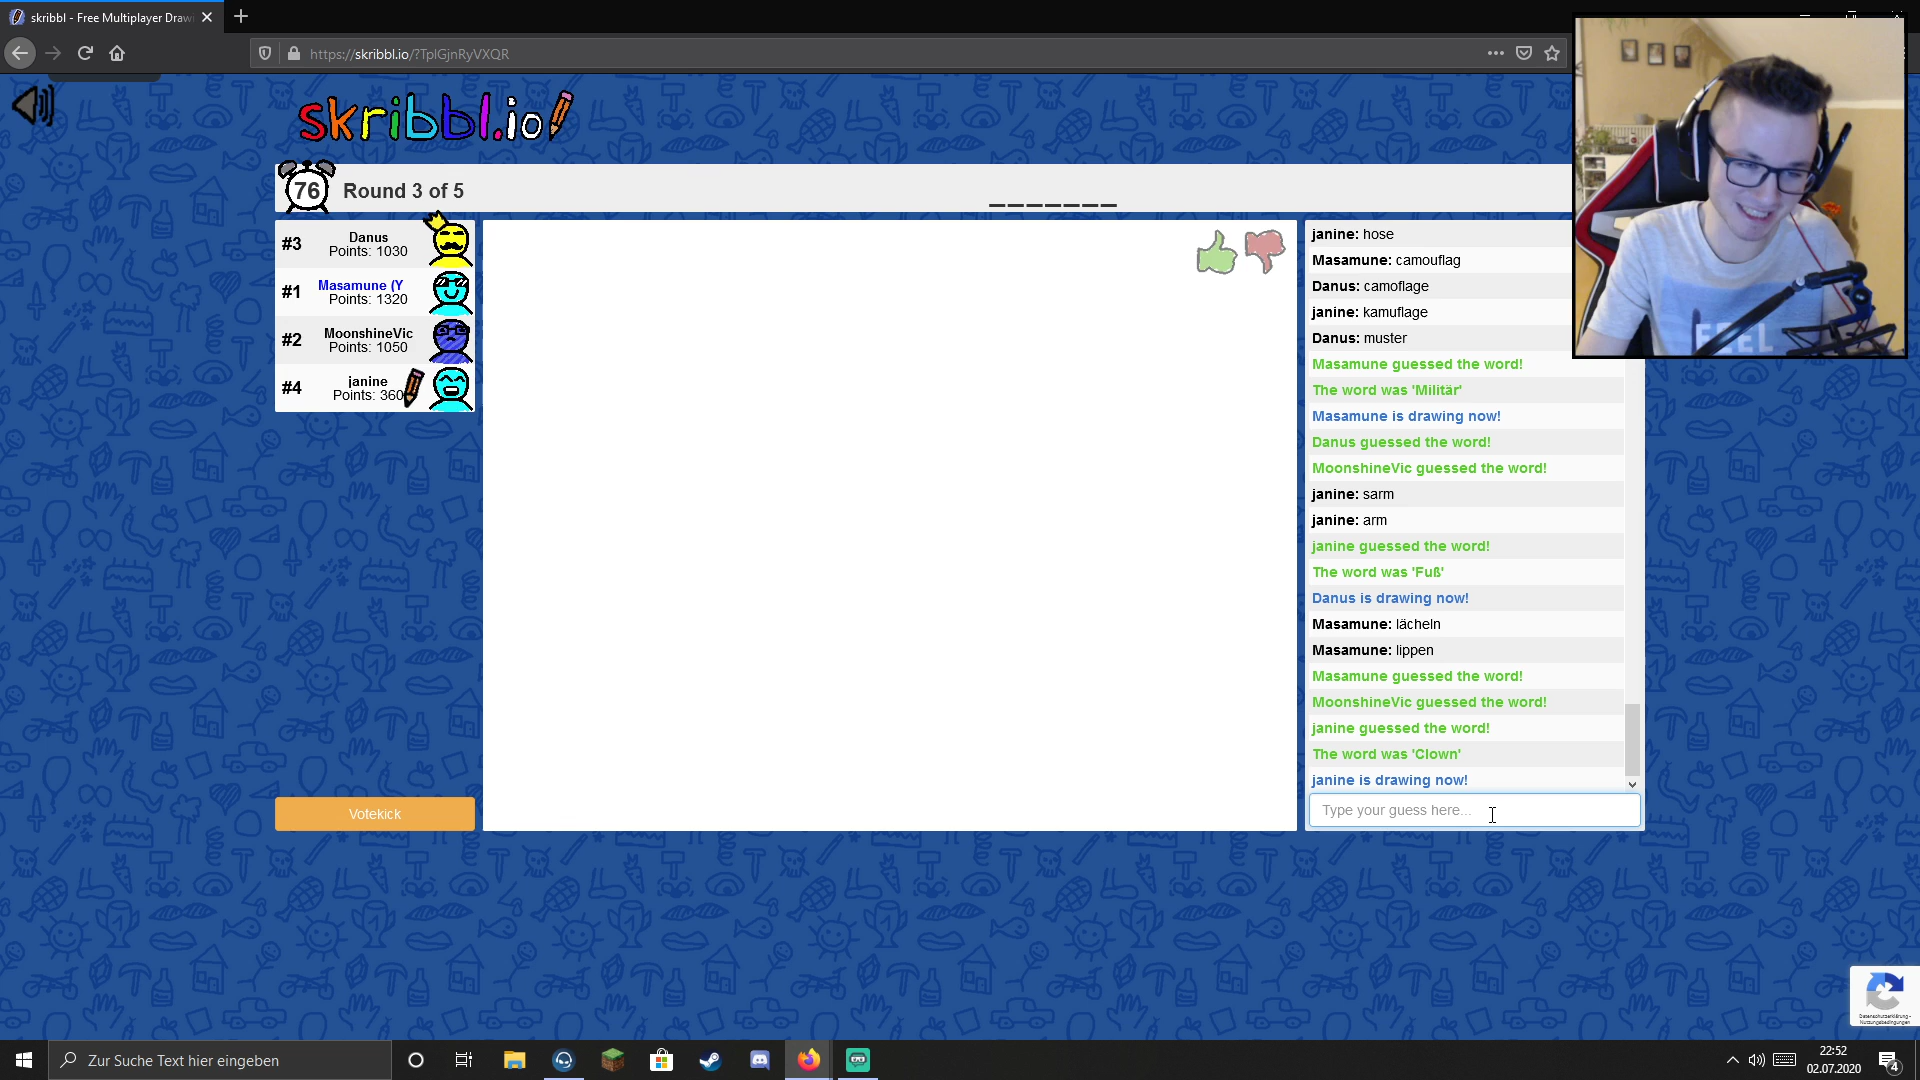 skribbl - Free Multiplayer Draw
https://skribbl.io/?TplGjnRyVXQR
skribbl.io
76
Round 3 of 5
_______
#3
Danus
Points: 1030
#1
Masamune (Y
Points: 1320
#2
MoonshineVic
Points: 1050
#4
janine
Points: 360
Votekick
janine: hose
Masamune: camouflag
Danus: camoflage
janine: kamuflage
Danus: muster
Masamune guessed the word!
The word was 'Militär'
Masamune is drawing now!
Danus guessed the word!
MoonshineVic guessed the word!
janine: sarm
janine: arm
janine guessed the word!
The word was 'Fuß'
Danus is drawing now!
Masamune: lächeln
Masamune: lippen
Masamune guessed the word!
MoonshineVic guessed the word!
janine guessed the word!
The word was 'Clown'
janine is drawing now!
Type your guess here...
FEEL
Datenschutzerklärung -
Nutzungsbedingungen
Zur Suche Text hier eingeben
22:52
02.07.2020
4